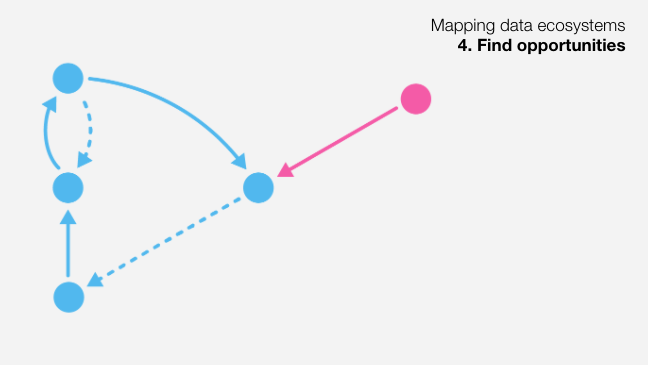 Mapping data ecosystems
4. Find opportunities